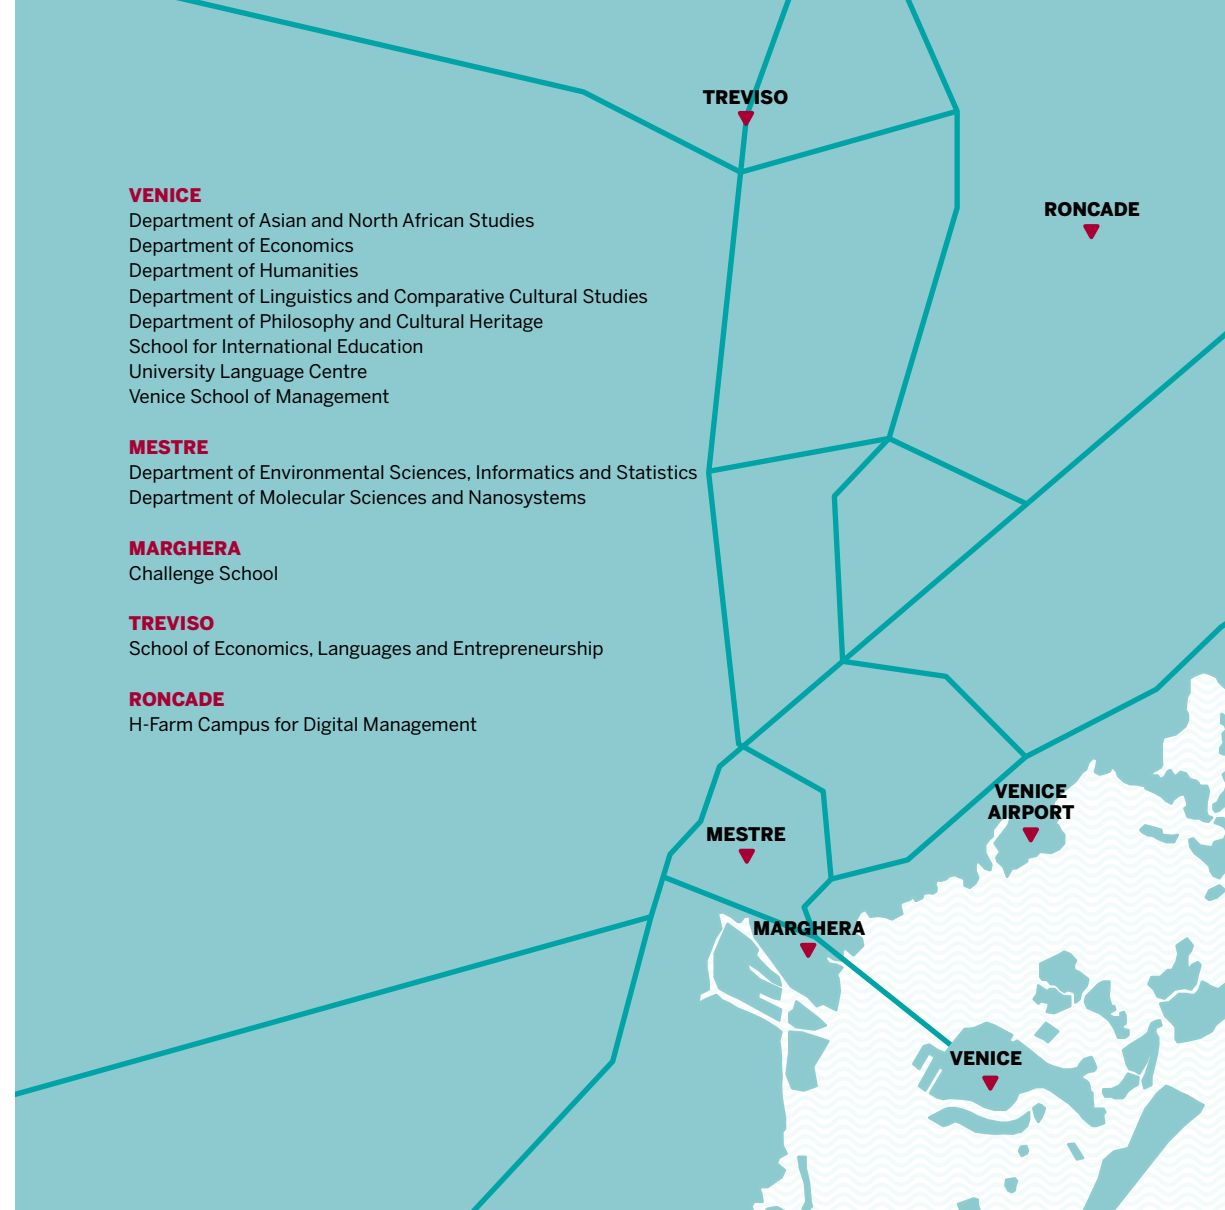 TREVISO
RONCADE
VENICE
Department of Asian and North African Studies
Department of Economics
Department of Humanities
Department of Linguistics and Comparative Cultural Studies
Department of Philosophy and Cultural Heritage
School for International Education
University Language Centre
Venice School of Management
MESTRE
Department of Environmental Sciences, Informatics and Statistics
Department of Molecular Sciences and Nanosystems
MARGHERA
Challenge School
TREVISO
School of Economics, Languages and Entrepreneurship
RONCADE
H-Farm Campus for Digital Management
VENICE
AIRPORT
MESTRE
MARGHERA
VENICE